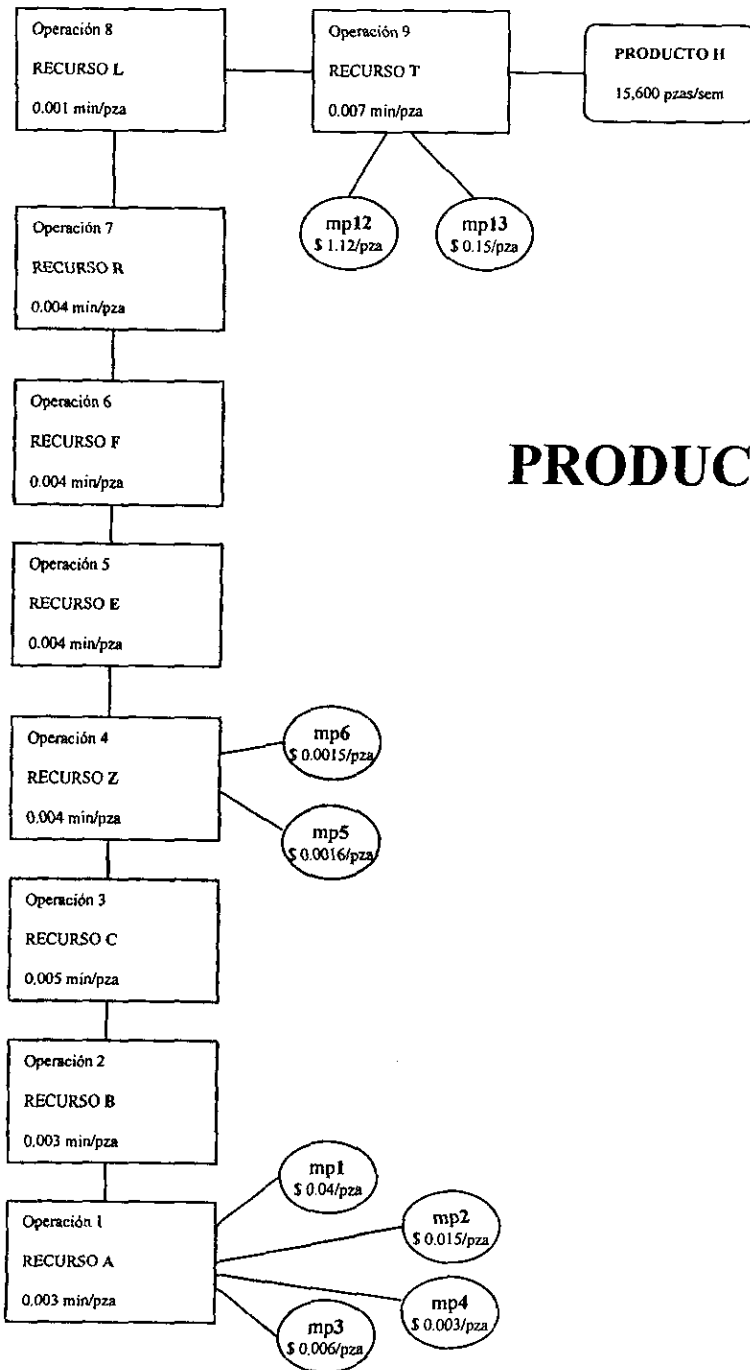 Operación 8
RECURSO L
0.001 min/pza
Operación 9
RECURSO T
0.007 min/pza
PRODUCTO H
15,600 pzas/sem
mp12
$ 1.12/pza
mp13
$ 0.15/pza
Operación 7
RECURSO R
0.004 min/pza
Operación 6
RECURSO F
0.004 min/pza
PRODUC
Operación 5
RECURSO E
0.004 min/pza
Operación 4
RECURSO Z
0.004 min/pza
mp6
$ 0.0015/pza
mp5
$ 0.0016/pza
Operación 3
RECURSO C
0.005 min/pza
Operación 2
RECURSO B
0.003 min/pza
Operación 1
RECURSO A
0.003 min/pza
mp1
$ 0.04/pza
mp2
$ 0.015/pza
mp4
$ 0.003/pza
mp3
$ 0.006/pza